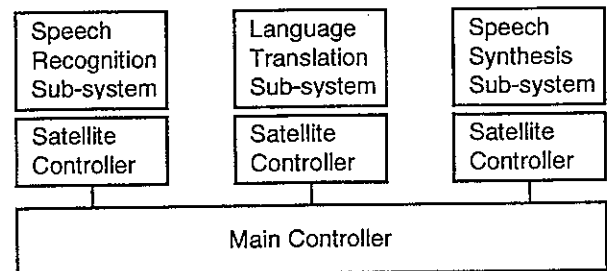 Speech
Recognition
Sub-system
Language
Translation
Sub-system
Speech
Synthesis
Sub-system
Satellite
Controller
Satellite
Controller
Satellite
Controller
Main Controller